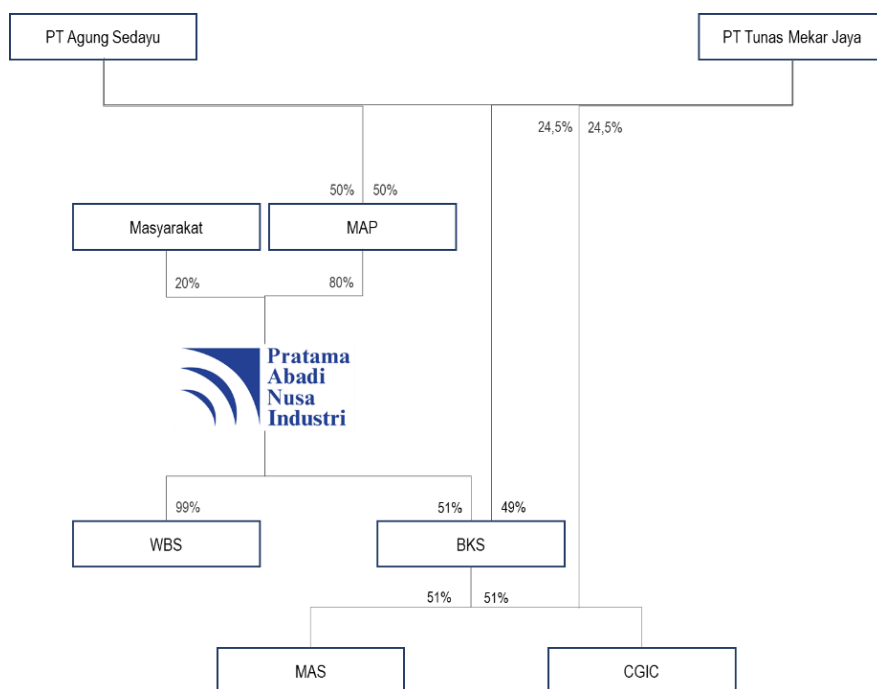 PT Agung Sedayu
PT Tunas Mekar Jaya
24,5% 24,5%
50% 50%
Masyarakat
MAP
20%
80%
Pratama
Abadi
Nusa
Industri
99%
51%
49%
WBS
BKS
51% 51%
MAS
CGIC